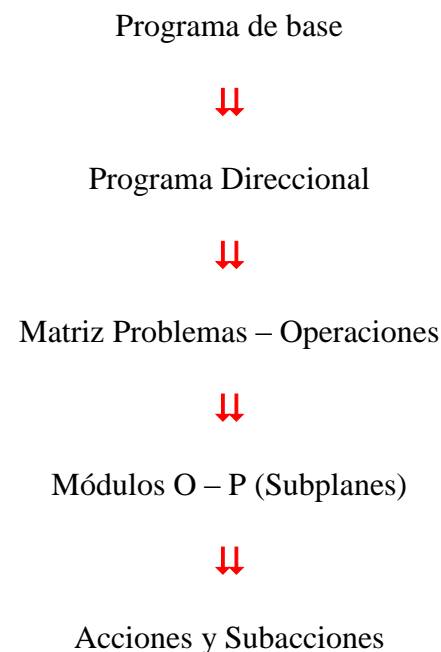 Programa de base
⇊
Programa Direccional
⇊
Matriz Problemas – Operaciones
⇊
Módulos O – P (Subplanes)
⇊
Acciones y Subacciones